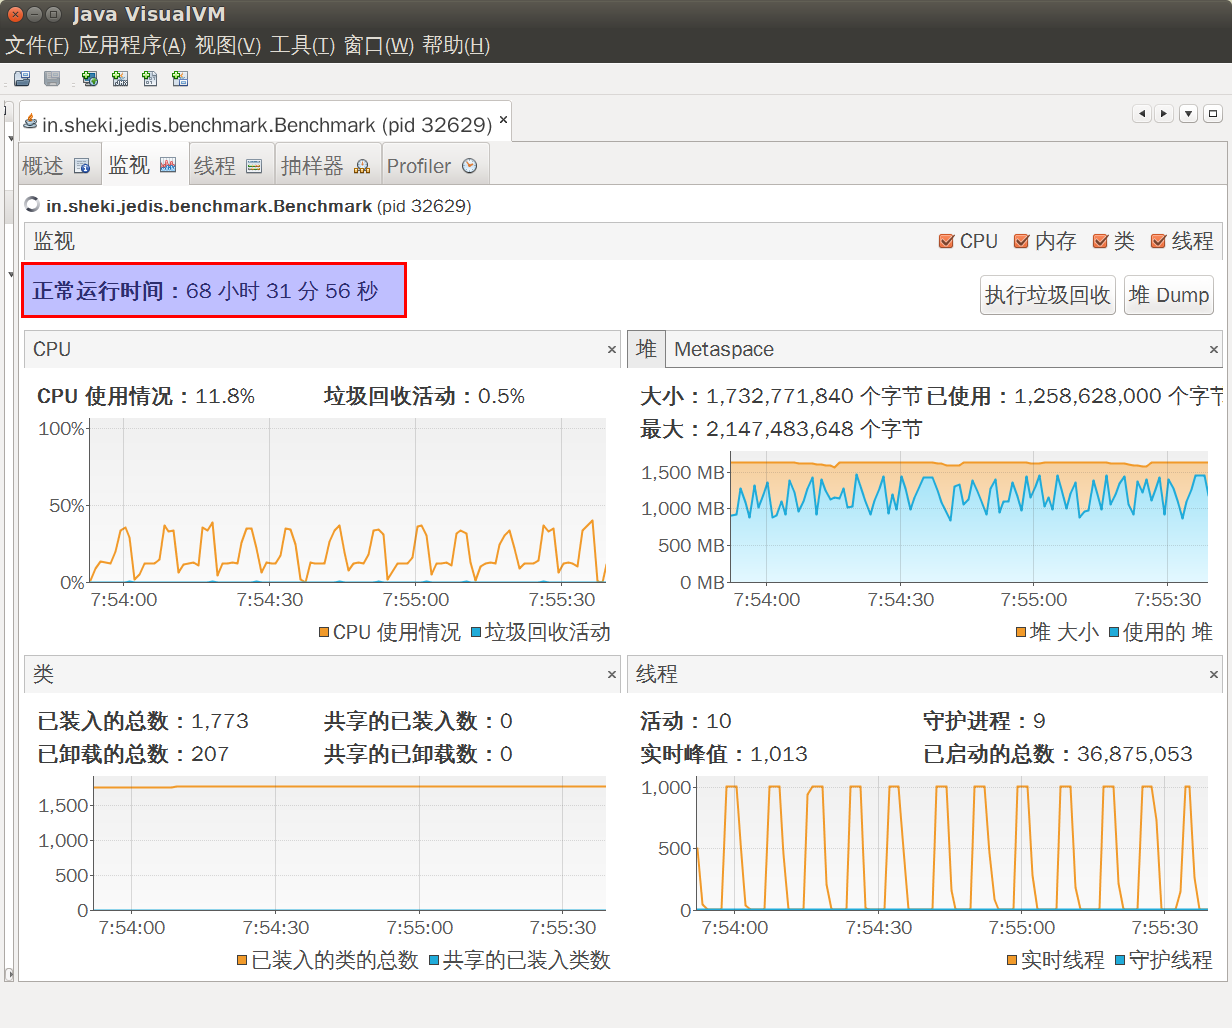 Java VisualVM
文件(F) 应用程序(A) 视图(V) 工具(T) 窗口(W) 帮助(H)
in.sheki.jedis.benchmark.Benchmark (pid 32629)
概述 监视 线程 抽样器 Profiler
in.sheki.jedis.benchmark.Benchmark (pid 32629)
监视 CPU 内存 类 线程
正常运行时间：68 小时 31 分 56 秒
执行垃圾回收 堆 Dump
CPU
CPU 使用情况：11.8% 垃圾回收活动：0.5%
100%
50%
0%
7:54:00 7:54:30 7:55:00 7:55:30
CPU 使用情况 垃圾回收活动
堆 Metaspace
大小：1,732,771,840 个字节 已使用：1,258,628,000 个字节
最大：2,147,483,648 个字节
1,500 MB
1,000 MB
500 MB
0 MB
7:54:00 7:54:30 7:55:00 7:55:30
堆 大小 使用的 堆
类
已装入的总数：1,773 共享的已装入数：0
已卸载的总数：207 共享的已卸载数：0
1,500
1,000
500
0
7:54:00 7:54:30 7:55:00 7:55:30
已装入的类的总数 共享的已装入类数
线程
活动：10 守护进程：9
实时峰值：1,013 已启动的总数：36,875,053
1,000
500
0
7:54:00 7:54:30 7:55:00 7:55:30
实时线程 守护线程